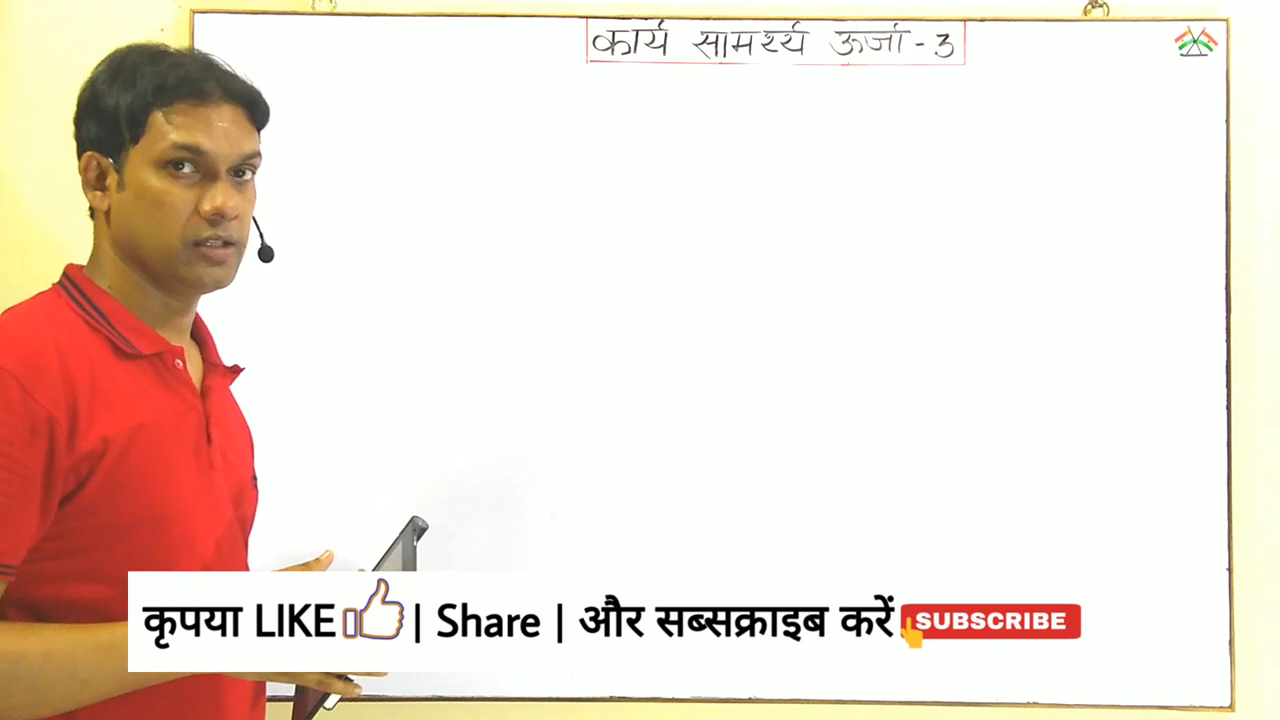 कार्य सामर्थ्य ऊर्जा - 3
कृपया LIKE | Share | और सब्सक्राइब करें SUBSCRIBE